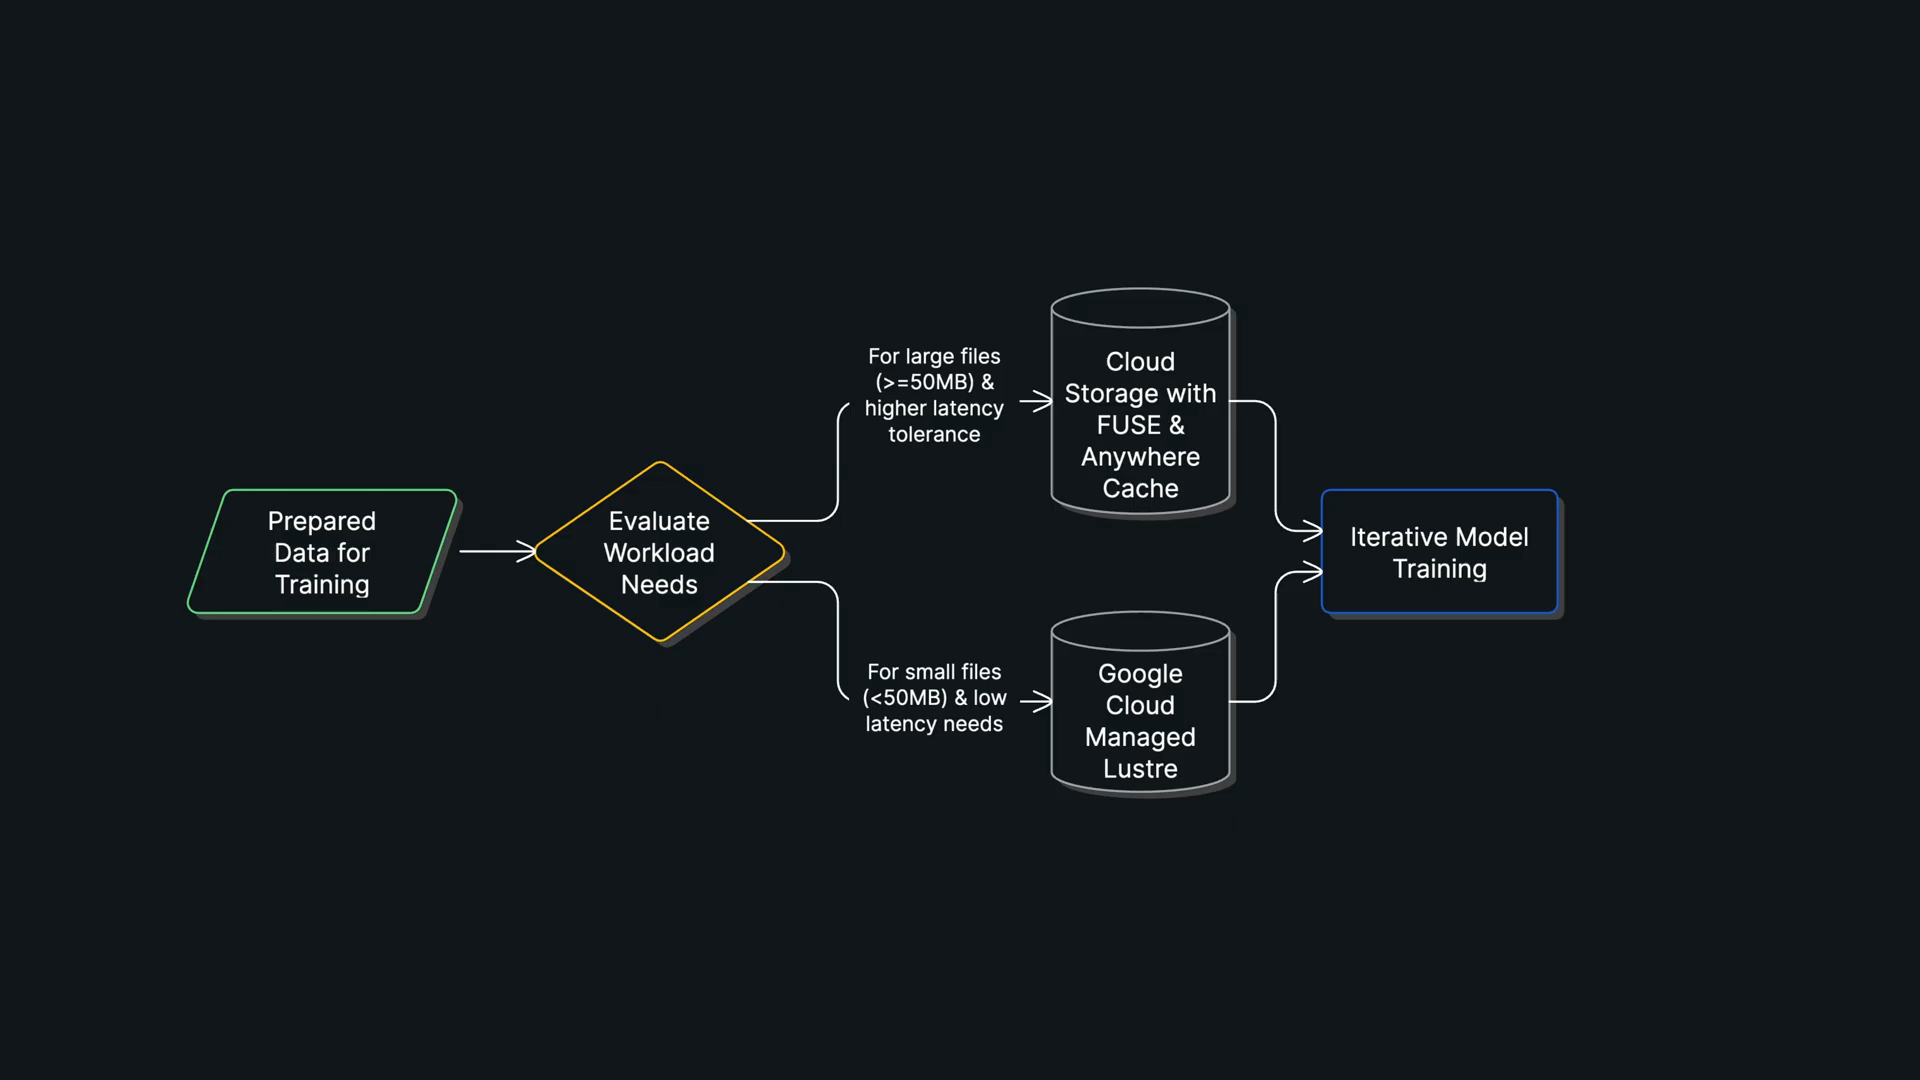 Prepared
Data for
Training
Evaluate
Workload
Needs
For large files
(>=50MB) &
higher latency
tolerance
Cloud
Storage with
FUSE &
Anywhere
Cache
For small files
(<50MB) & low
latency needs
Google
Cloud
Managed
Lustre
Iterative Model
Training